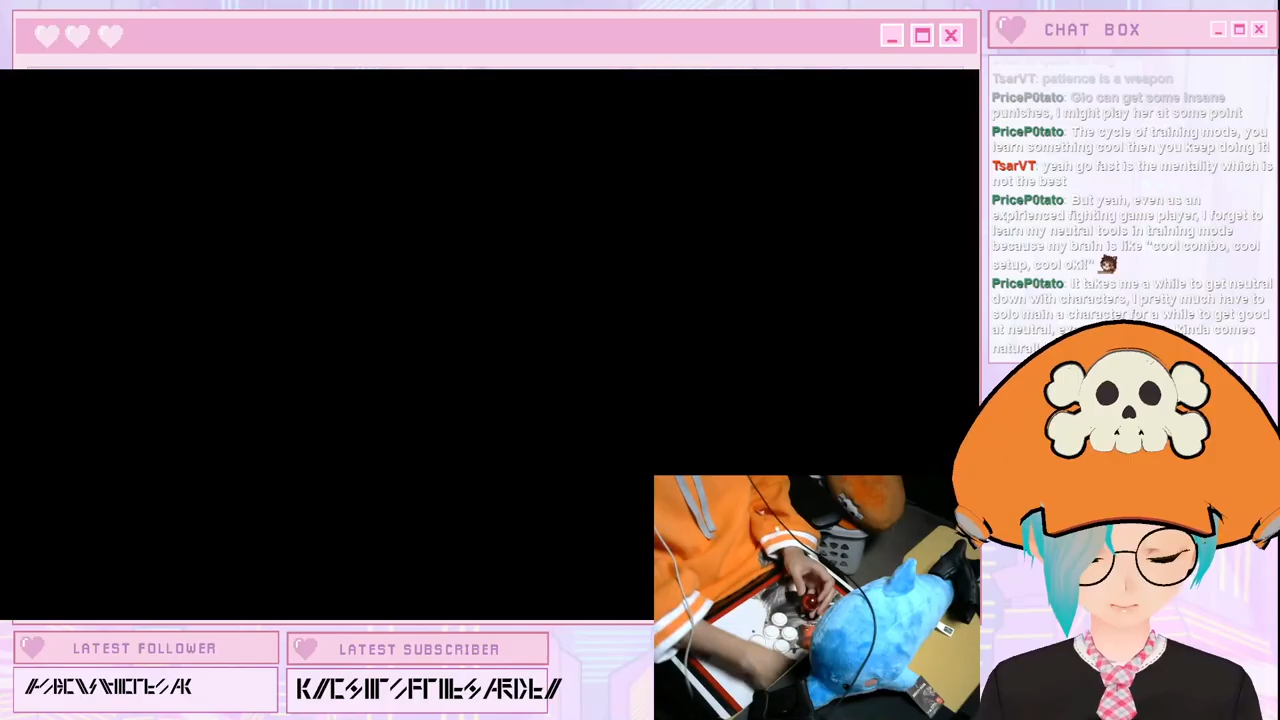 CHAT BOX
TsarVT: patience is a weapon
PriceP0tato: Gio can get some insane
punishes, I might play her at some point
PriceP0tato: The cycle of training mode, you
learn something cool then you keep doing it!
TsarVT: yeah go fast is the mentality which is
not the best
PriceP0tato: But yeah, even as an
expirienced fighting game player, I forget to
learn my neutral tools in training mode
because my brain is like "cool combo, cool
setup, cool oki!"
PriceP0tato: It takes me a while to get neutral
down with characters, I pretty much have to
solo main a character for a while to get good
at neutral, kinda comes
LATEST FOLLOWER
LATEST SUBSCRIBER